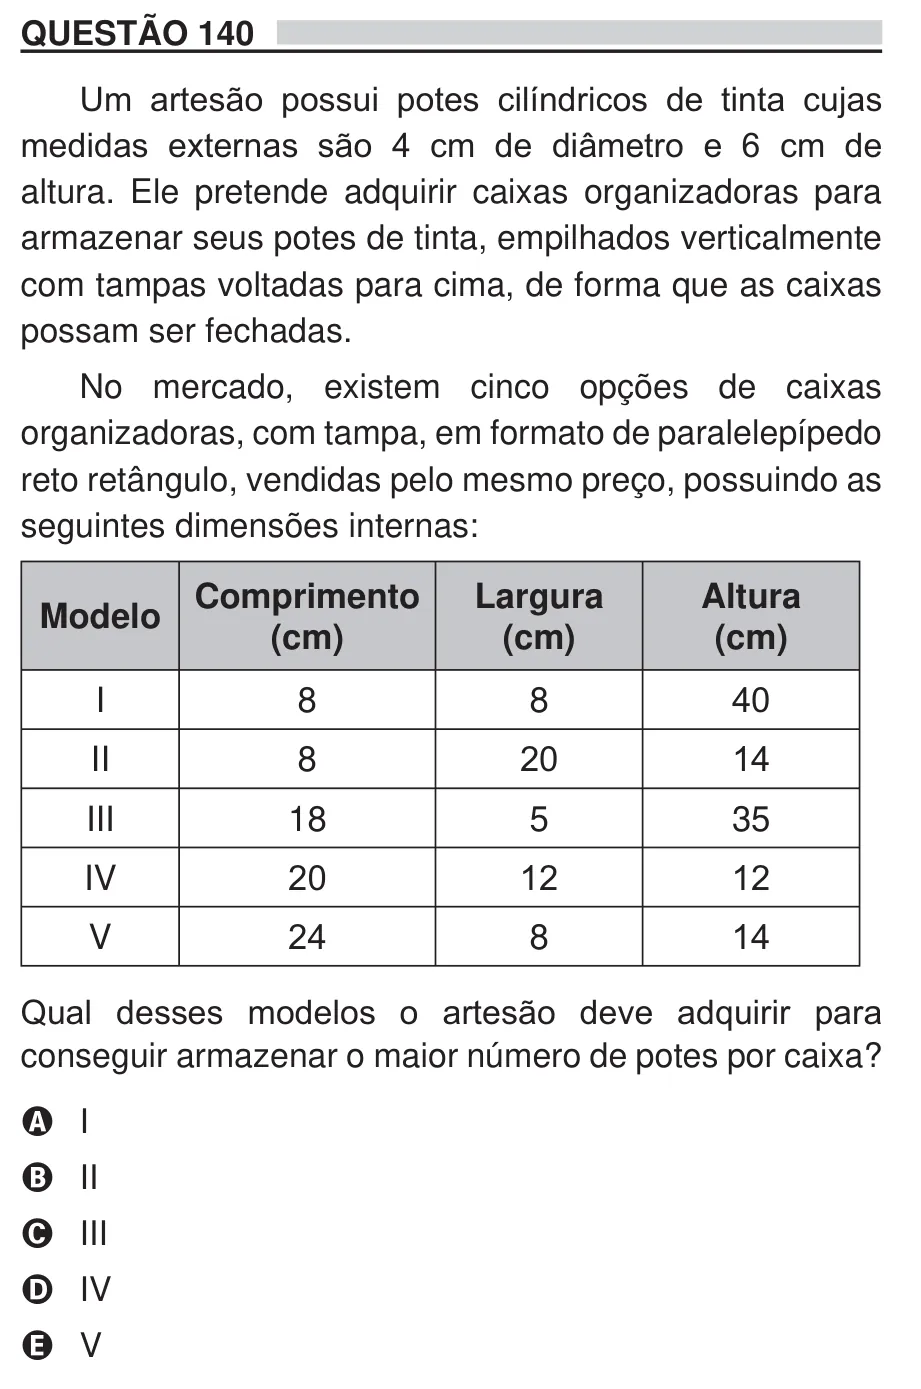 QUESTÃO 140
Um artesão possui potes cilíndricos de tinta cujas
medidas externas são 4 cm de diâmetro e 6 cm de
altura. Ele pretende adquirir caixas organizadoras para
armazenar seus potes de tinta, empilhados verticalmente
com tampas voltadas para cima, de forma que as caixas
possam ser fechadas.
No mercado, existem cinco opções de caixas
organizadoras, com tampa, em formato de paralelepípedo
reto retângulo, vendidas pelo mesmo preço, possuindo as
seguintes dimensões internas:
Modelo Comprimento (cm) Largura (cm) Altura (cm)
I 8 8 40
II 8 20 14
III 18 5 35
IV 20 12 12
V 24 8 14
Qual desses modelos o artesão deve adquirir para
conseguir armazenar o maior número de potes por caixa?
A I
B II
C III
D IV
E V